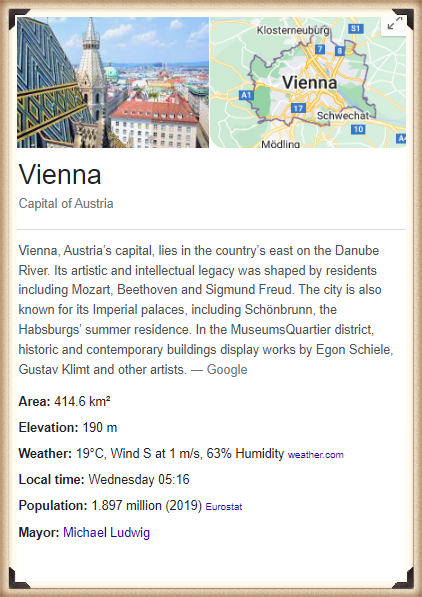 Klosterneuburg
S1
7
8
Vienna
A1
17
Schwechat
10
A4
Mödling
Vienna
Capital of Austria
Vienna, Austria's capital, lies in the country's east on the Danube
River. Its artistic and intellectual legacy was shaped by residents
including Mozart, Beethoven and Sigmund Freud. The city is also
known for its Imperial palaces, including Schönbrunn, the
Habsburgs' summer residence. In the MuseumsQuartier district,
historic and contemporary buildings display works by Egon Schiele,
Gustav Klimt and other artists. — Google
Area: 414.6 km²
Elevation: 190 m
Weather: 19°C, Wind S at 1 m/s, 63% Humidity weather.com
Local time: Wednesday 05:16
Population: 1.897 million (2019) Eurostat
Mayor: Michael Ludwig